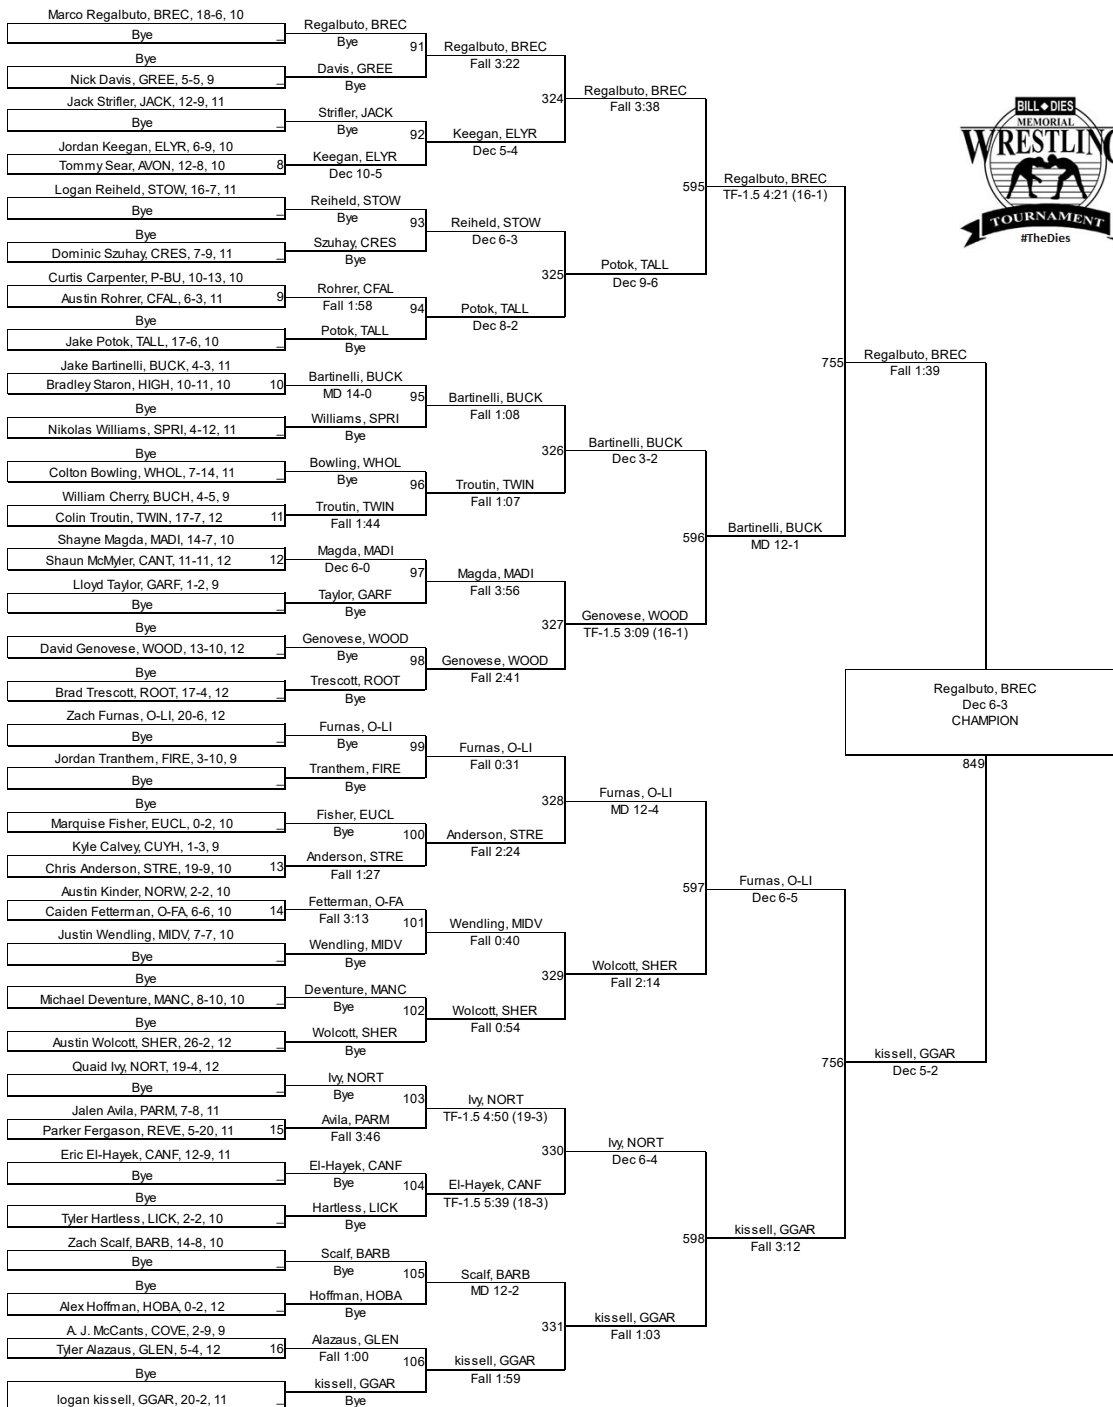 Marco Regalbuto, BREC, 18-6, 10
Bye
Bye
Nick Davis, GREE, 5-5, 9
Jack Strifler, JACK, 12-9, 11
Bye
Jordan Keegan, ELYR, 6-9, 10
Tommy Sear, AVON, 12-8, 10
8
Logan Reiheld, STOW, 16-7, 11
Bye
Bye
Dominic Szuhay, CRES, 7-9, 11
Curtis Carpenter, P-BU, 10-13, 10
Austin Rohrer, CFAL, 6-3, 11
9
Bye
Jake Potok, TALL, 17-6, 10
Jake Bartinelli, BUCK, 4-3, 11
Bradley Staron, HIGH, 10-11, 10
10
Bye
Nikolas Williams, SPRI, 4-12, 11
Bye
Colton Bowling, WHOL, 7-14, 11
William Cherry, BUCH, 4-5, 9
Colin Troutin, TWIN, 17-7, 12
11
Shayne Magda, MADI, 14-7, 10
Shaun McMyler, CANT, 11-11, 12
12
Lloyd Taylor, GARF, 1-2, 9
Bye
Bye
David Genovese, WOOD, 13-10, 12
Bye
Brad Trescott, ROOT, 17-4, 12
Zach Furnas, O-LI, 20-6, 12
Bye
Jordan Tranthem, FIRE, 3-10, 9
Bye
Bye
Marquise Fisher, EUCL, 0-2, 10
Kyle Calvey, CUYH, 1-3, 9
Chris Anderson, STRE, 19-9, 10
13
Austin Kinder, NORW, 2-2, 10
Caiden Fetterman, O-FA, 6-6, 10
14
Justin Wendling, MIDV, 7-7, 10
Bye
Bye
Michael Deventure, MANC, 8-10, 10
Bye
Austin Wolcott, SHER, 26-2, 12
Quaid Ivy, NORT, 19-4, 12
Bye
Jalen Avila, PARM, 7-8, 11
Parker Fergason, REVE, 5-20, 11
15
Eric El-Hayek, CANF, 12-9, 11
Bye
Bye
Tyler Hartless, LICK, 2-2, 10
Zach Scalf, BARB, 14-8, 10
Bye
Bye
Alex Hoffman, HOBA, 0-2, 12
A. J. McCants, COVE, 2-9, 9
Tyler Alazaus, GLEN, 5-4, 12
16
Bye
logan kissell, GGAR, 20-2, 11
Regalbuto, BREC
Bye
91
Davis, GREE
Bye
Strifler, JACK
Bye
92
Keegan, ELYR
Dec 10-5
Reiheld, STOW
Bye
93
Szuhay, CRES
Bye
Rohrer, CFAL
Fall 1:58
94
Potok, TALL
Bye
Bartinelli, BUCK
MD 14-0
95
Williams, SPRI
Bye
Bowling, WHOL
Bye
96
Troutin, TWIN
Fall 1:44
Magda, MADI
Dec 6-0
97
Taylor, GARF
Bye
Genovese, WOOD
Bye
98
Trescott, ROOT
Bye
Furnas, O-LI
Bye
99
Tranthem, FIRE
Bye
Fisher, EUCL
Bye
100
Anderson, STRE
Fall 1:27
Fetterman, O-FA
Fall 3:13
101
Wendling, MIDV
Bye
Deventure, MANC
Bye
102
Wolcott, SHER
Bye
Ivy, NORT
Bye
103
Avila, PARM
Fall 3:46
El-Hayek, CANF
Bye
104
Hartless, LICK
Bye
Scalf, BARB
Bye
105
Hoffman, HOBA
Bye
Alazaus, GLEN
Fall 1:00
106
kissell, GGAR
Bye
Regalbuto, BREC
Fall 3:22
324
Keegan, ELYR
Dec 5-4
Reiheld, STOW
Dec 6-3
325
Potok, TALL
Dec 8-2
Bartinelli, BUCK
Fall 1:08
326
Troutin, TWIN
Fall 1:07
Magda, MADI
Fall 3:56
327
Genovese, WOOD
Fall 2:41
Furnas, O-LI
Fall 0:31
328
Anderson, STRE
Fall 2:24
Wendling, MIDV
Fall 0:40
329
Wolcott, SHER
Fall 0:54
Ivy, NORT
TF-1.5 4:50 (19-3)
330
El-Hayek, CANF
TF-1.5 5:39 (18-3)
Scalf, BARB
MD 12-2
331
kissell, GGAR
Fall 1:59
Regalbuto, BREC
Fall 3:38
595
Potok, TALL
Dec 9-6
Bartinelli, BUCK
Dec 3-2
596
Genovese, WOOD
TF-1.5 3:09 (16-1)
Furnas, O-LI
MD 12-4
597
Wolcott, SHER
Fall 2:14
Ivy, NORT
Dec 6-4
598
kissell, GGAR
Fall 1:03
Regalbuto, BREC
TF-1.5 4:21 (16-1)
755
Bartinelli, BUCK
MD 12-1
Furnas, O-LI
Dec 6-5
756
kissell, GGAR
Fall 3:12
Regalbuto, BREC
Fall 1:39
kissell, GGAR
Dec 5-2
Regalbuto, BREC
Dec 6-3
CHAMPION
849
BILL◆DIES
MEMORIAL
WRESTLING
TOURNAMENT
#TheDies